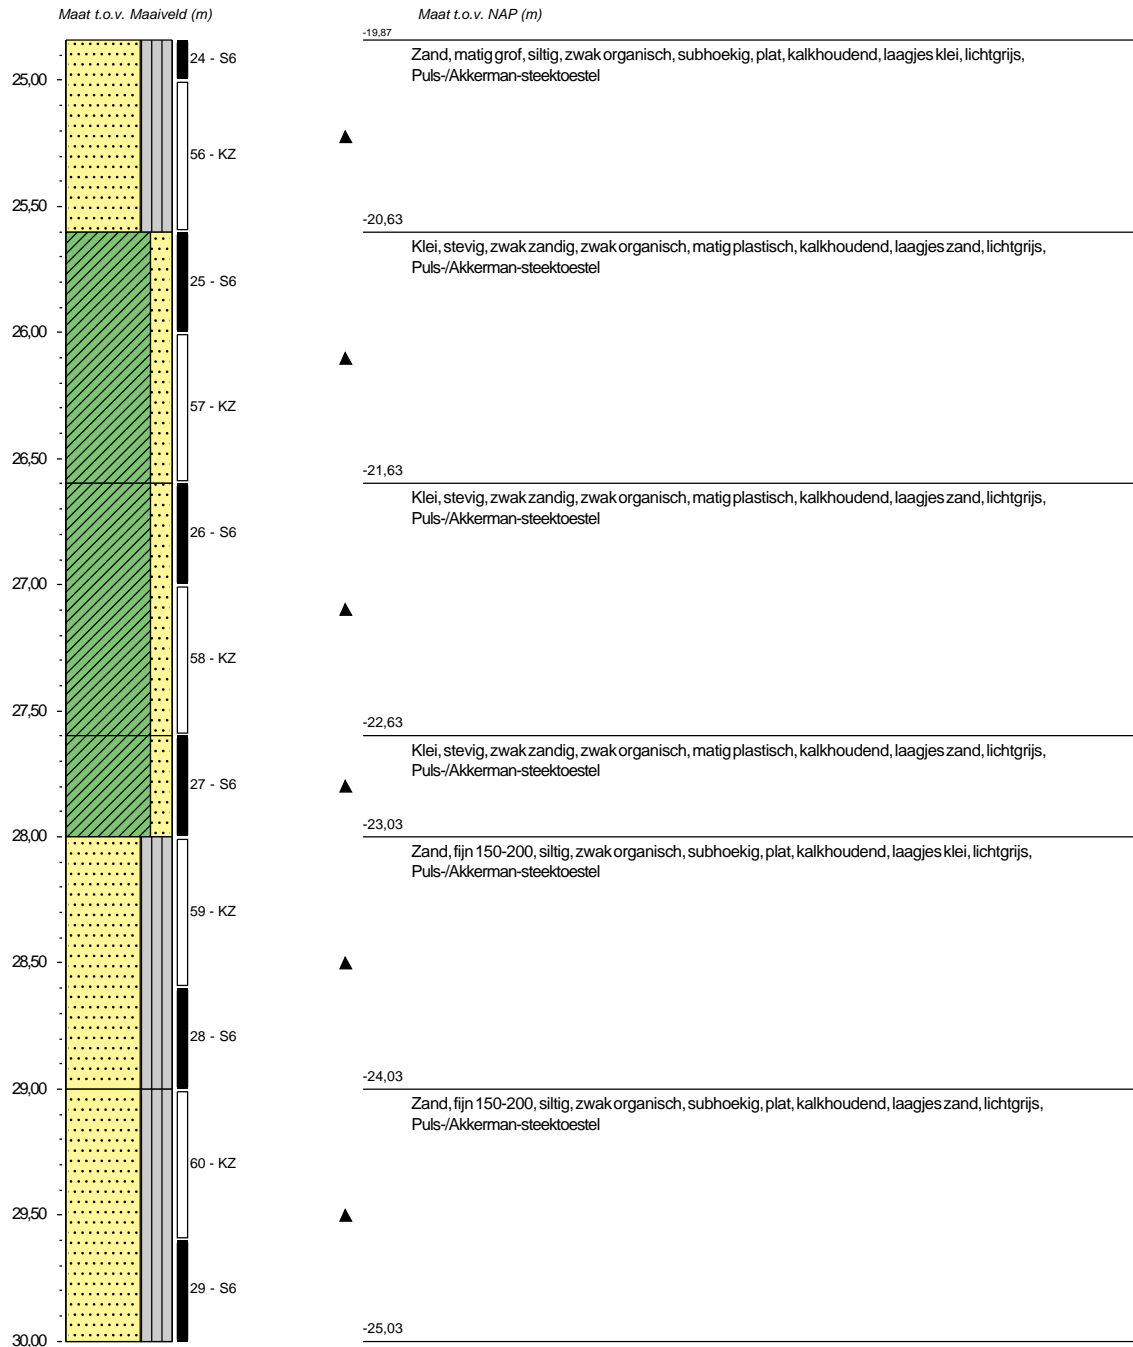 Maat t.o.v. Maaiveld (m)
Maat t.o.v. NAP (m)
-19,87
Zand, matig grof, siltig, zwak organisch, subhoekig, plat, kalkhoudend, laagjes klei, lichtgrijs,
Puls-/Akkerman-steektoestel
24 - S6
25,00
56 - KZ
25,50
-20,63
Klei, stevig, zwak zandig, zwak organisch, matig plastisch, kalkhoudend, laagjes zand, lichtgrijs,
Puls-/Akkerman-steektoestel
25 - S6
26,00
57 - KZ
26,50
-21,63
Klei, stevig, zwak zandig, zwak organisch, matig plastisch, kalkhoudend, laagjes zand, lichtgrijs,
Puls-/Akkerman-steektoestel
26 - S6
27,00
58 - KZ
27,50
-22,63
Klei, stevig, zwak zandig, zwak organisch, matig plastisch, kalkhoudend, laagjes zand, lichtgrijs,
Puls-/Akkerman-steektoestel
27 - S6
28,00
-23,03
Zand, fijn 150-200, siltig, zwak organisch, subhoekig, plat, kalkhoudend, laagjes klei, lichtgrijs,
Puls-/Akkerman-steektoestel
59 - KZ
28,50
28 - S6
29,00
-24,03
Zand, fijn 150-200, siltig, zwak organisch, subhoekig, plat, kalkhoudend, laagjes zand, lichtgrijs,
Puls-/Akkerman-steektoestel
60 - KZ
29,50
29 - S6
30,00
-25,03